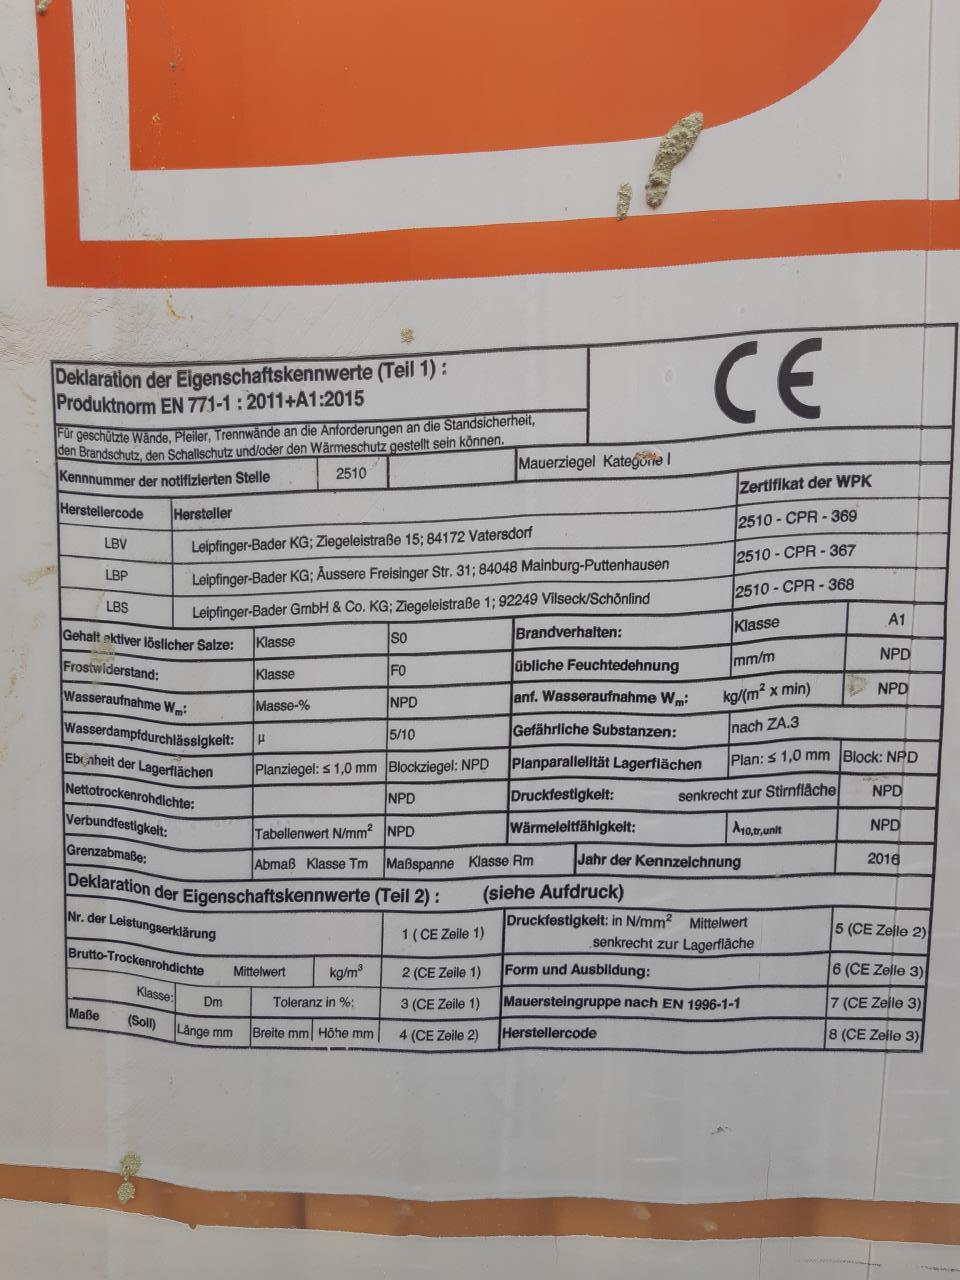 Deklaration der Eigenschaftskennwerte (Teil 1) :
Produktnorm EN 771-1 : 2011+A1:2015
CE
Für geschützte Wände, Pfeiler, Trennwände an die Anforderungen an die Standsicherheit,
den Brandschutz, den Schallschutz und/oder den Wärmeschutz gestellt sein können.
Kennnummer der notifizierten Stelle 2510 Mauerziegel Kategorie I
Herstellercode Hersteller Zertifikat der WPK
LBV Leipfinger-Bader KG; Ziegeleistraße 15; 84172 Vatersdorf 2510 - CPR - 369
LBP Leipfinger-Bader KG; Äussere Freisinger Str. 31; 84048 Mainburg-Puttenhausen 2510 - CPR - 367
LBS Leipfinger-Bader GmbH & Co. KG; Ziegeleistraße 1; 92249 Vilseck/Schönlind 2510 - CPR - 368
Gehalt aktiver löslicher Salze: Klasse S0 Brandverhalten: Klasse A1
Frostwiderstand: Klasse F0 übliche Feuchtedehnung mm/m NPD
Wasseraufnahme Wm: Masse-% NPD anf. Wasseraufnahme Wm: kg/(m² x min) NPD
Wasserdampfdurchlässigkeit: µ 5/10 Gefährliche Substanzen: nach ZA.3
Ebenheit der Lagerflächen Planziegel: ≤ 1,0 mm Blockziegel: NPD Planparallelität Lagerflächen Plan: ≤ 1,0 mm Block: NPD
Nettotrockenrohdichte: NPD Druckfestigkeit: senkrecht zur Stirnfläche NPD
Verbundfestigkeit: Tabellenwert N/mm² NPD Wärmeleitfähigkeit: λ10,tr,unit NPD
Grenzabmaße: Abmaß Klasse Tm Maßspanne Klasse Rm Jahr der Kennzeichnung 2016
Deklaration der Eigenschaftskennwerte (Teil 2) : (siehe Aufdruck)
Nr. der Leistungserklärung 1 ( CE Zeile 1) Druckfestigkeit: in N/mm² Mittelwert
senkrecht zur Lagerfläche 5 (CE Zeile 2)
Brutto-Trockenrohdichte Mittelwert kg/m³ 2 (CE Zeile 1) Form und Ausbildung: 6 (CE Zeile 3)
Klasse: Dm Toleranz in %: 3 (CE Zeile 1) Mauersteingruppe nach EN 1996-1-1 7 (CE Zeile 3)
Maße (Soll) Länge mm Breite mm Höhe mm 4 (CE Zeile 2) Herstellercode 8 (CE Zeile 3)